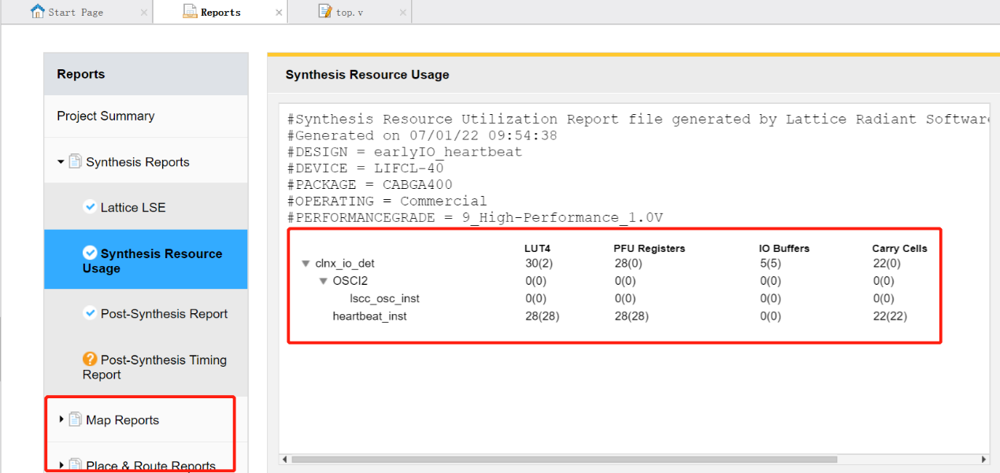 Start Page
Reports
top.v
Reports
Project Summary
Synthesis Reports
Lattice LSE
Synthesis Resource
Usage
Post-Synthesis Report
Post-Synthesis Timing
Report
Map Reports
Place & Route Reports
Synthesis Resource Usage
#Synthesis Resource Utilization Report file generated by Lattice Radiant Software
#Generated on 07/01/22 09:54:38
#DESIGN = earlyIO_heartbeat
#DEVICE = LIFCL-40
#PACKAGE = CABGA400
#OPERATING = Commercial
#PERFORMANCEGRADE = 9_High-Performance_1.0V
LUT4 PFU Registers IO Buffers Carry Cells
clnx_io_det 30(2) 28(0) 5(5) 22(0)
OSCI2 0(0) 0(0) 0(0) 0(0)
lscc_osc_inst 0(0) 0(0) 0(0) 0(0)
heartbeat_inst 28(28) 28(28) 0(0) 22(22)